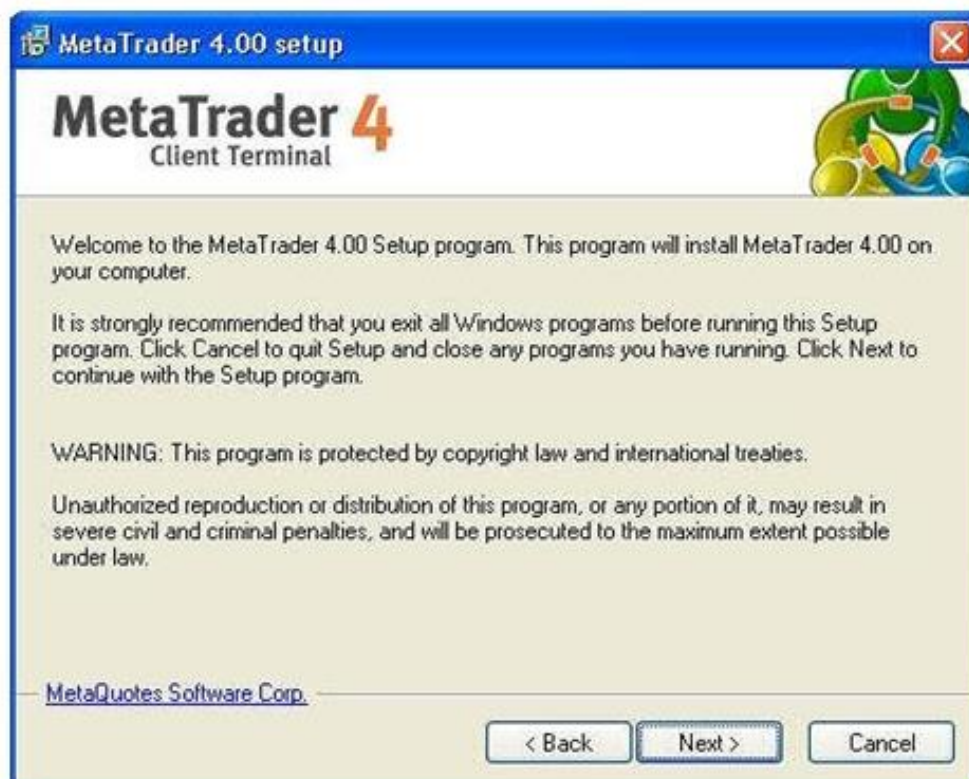 MetaTrader 4.00 setup
MetaTrader 4
Client Terminal
Welcome to the MetaTrader 4.00 Setup program. This program will install MetaTrader 4.00 on
your computer.
It is strongly recommended that you exit all Windows programs before running this Setup
program. Click Cancel to quit Setup and close any programs you have running. Click Next to
continue with the Setup program.
WARNING: This program is protected by copyright law and international treaties.
Unauthorized reproduction or distribution of this program, or any portion of it, may result in
severe civil and criminal penalties, and will be prosecuted to the maximum extent possible
under law.
MetaQuotes Software Corp.
< Back Next > Cancel